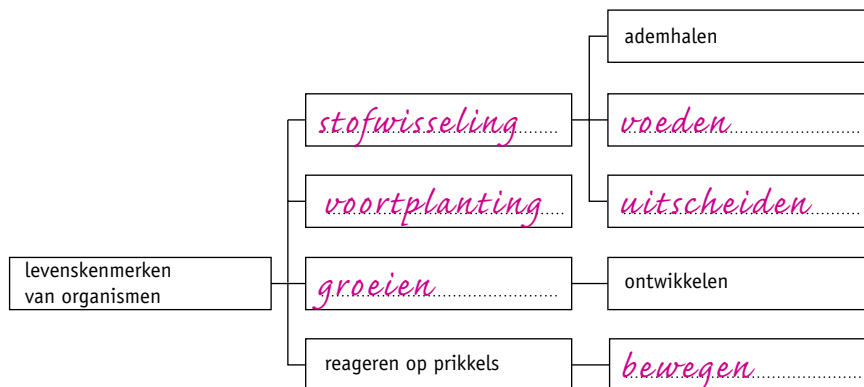 ademhalen
stofwisseling
voeden
voortplanting
uitscheiden
levenskenmerken
van organismen
groeien
ontwikkelen
reageren op prikkels
bewegen